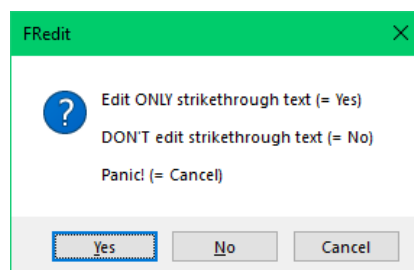 FRedit
Edit ONLY strikethrough text (= Yes)
DON'T edit strikethrough text (= No)
Panic! (= Cancel)
Yes No Cancel